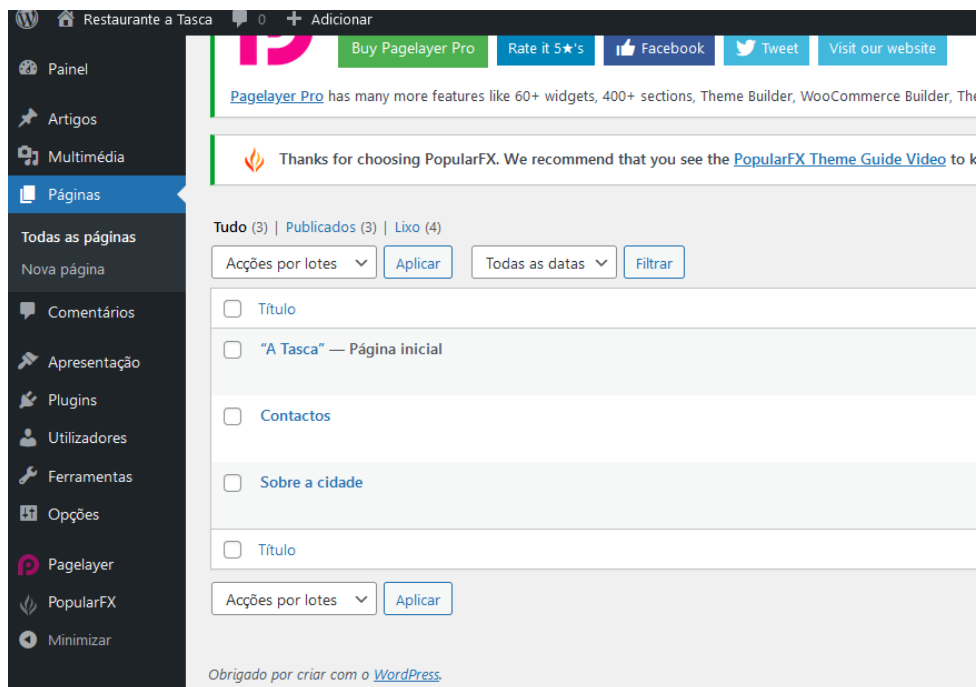 Restaurante a Tasca 0 Adicionar
Buy Pagelayer Pro Rate it 5★'s Facebook Tweet Visit our website
Painel
Pagelayer Pro has many more features like 60+ widgets, 400+ sections, Theme Builder, WooCommerce Builder, The
Artigos
Multimédia
Thanks for choosing PopularFX. We recommend that you see the PopularFX Theme Guide Video to k
Páginas
Todas as páginas
Nova página
Comentários
Apresentação
Plugins
Utilizadores
Ferramentas
Opções
Pagelayer
PopularFX
Minimizar
Tudo (3) | Publicados (3) | Lixo (4)
Acções por lotes Aplicar Todas as datas Filtrar
Título
“A Tasca” — Página inicial
Contactos
Sobre a cidade
Título
Acções por lotes Aplicar
Obrigado por criar com o WordPress.